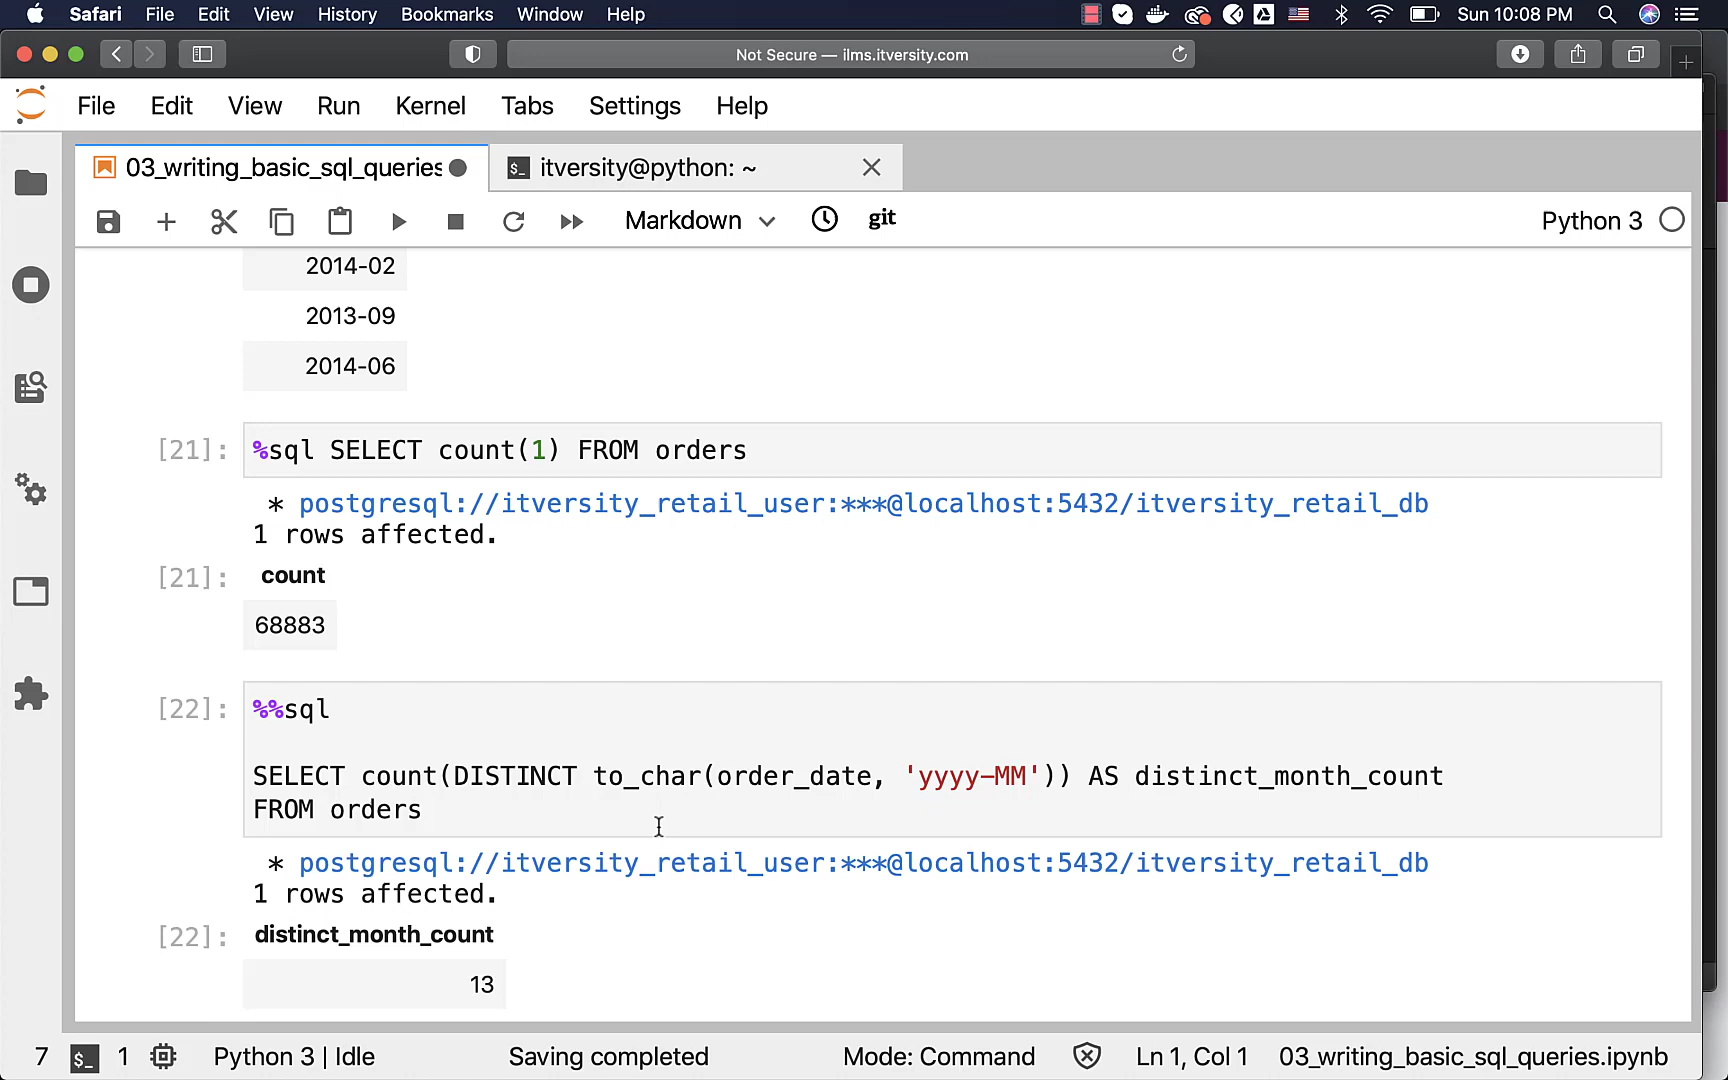 Safari File Edit View History Bookmarks Window Help Sun 10:08 PM
Not Secure — ilms.itversity.com
File Edit View Run Kernel Tabs Settings Help
03_writing_basic_sql_queries itversity@python: ~
Markdown git Python 3
2014-02
2013-09
2014-06
[21]: %sql SELECT count(1) FROM orders
* postgresql://itversity_retail_user:***@localhost:5432/itversity_retail_db
1 rows affected.
[21]: count
68883
[22]: %%sql
SELECT count(DISTINCT to_char(order_date, 'yyyy-MM')) AS distinct_month_count
FROM orders
* postgresql://itversity_retail_user:***@localhost:5432/itversity_retail_db
1 rows affected.
[22]: distinct_month_count
13
7 $_ 1 Python 3 | Idle Saving completed Mode: Command Ln 1, Col 1 03_writing_basic_sql_queries.ipynb